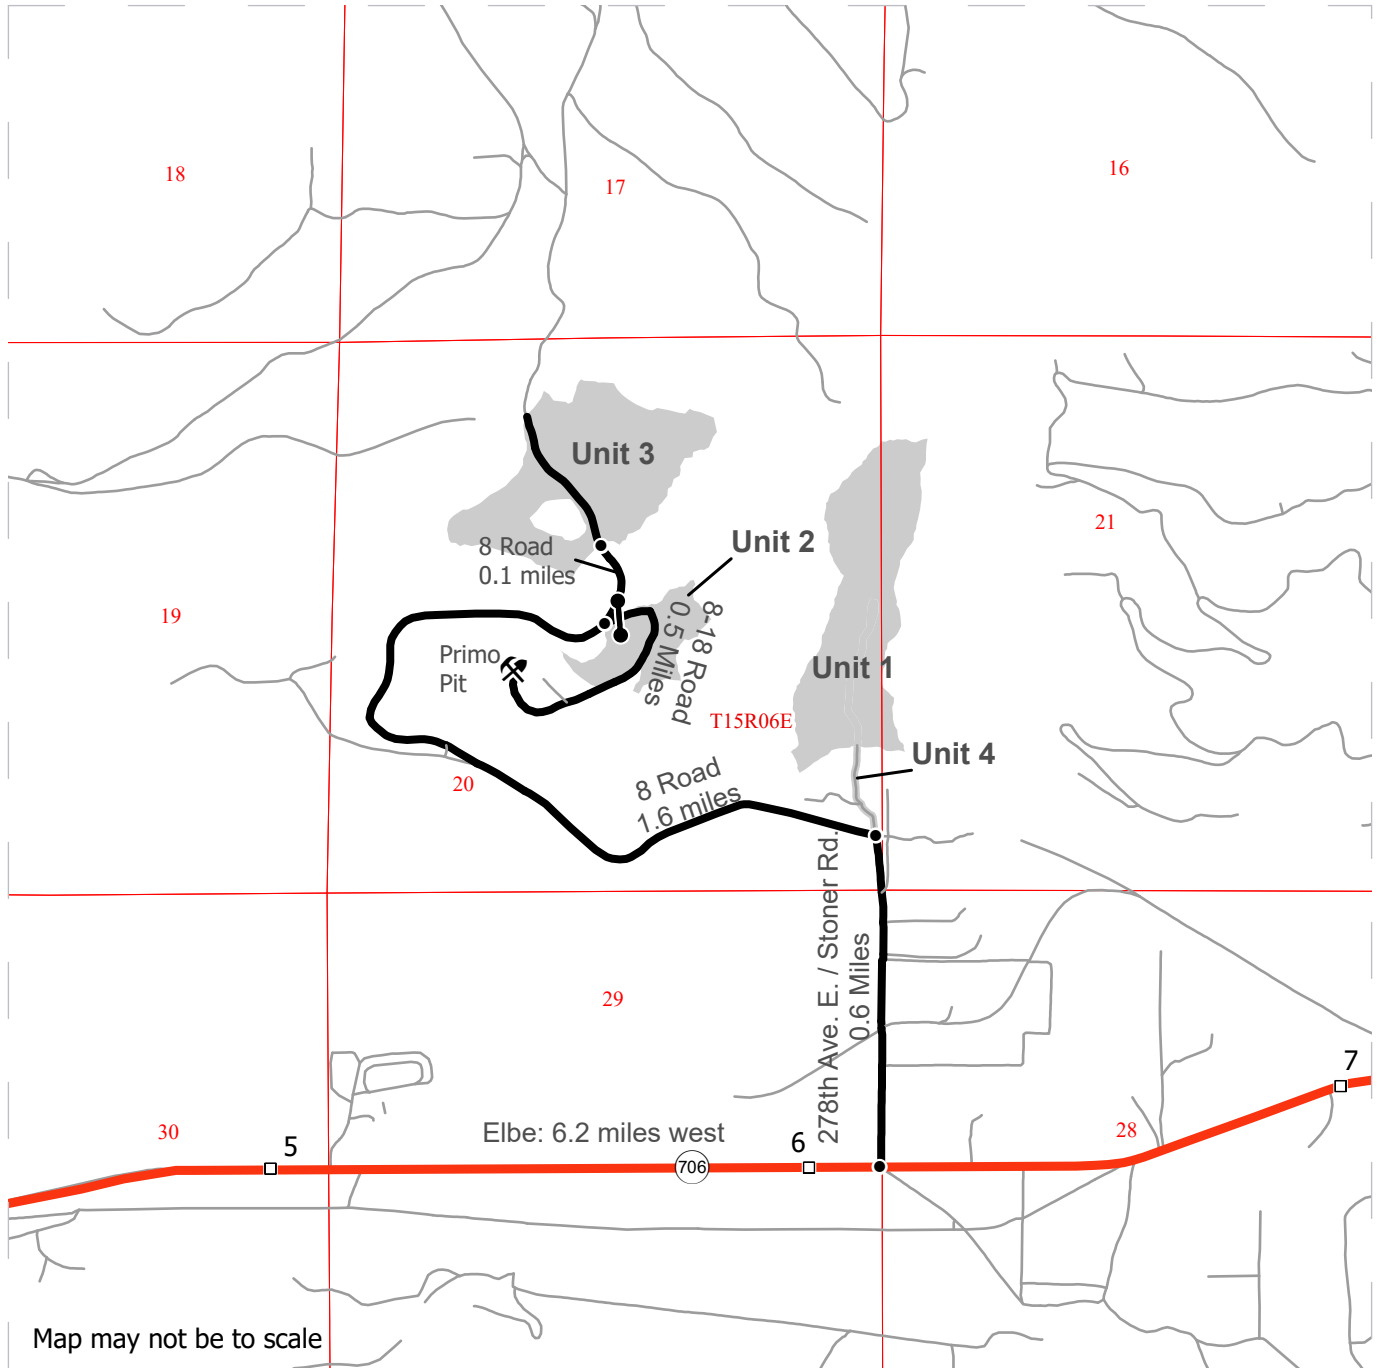 18
17
16
Unit 3
8 Road
0.1 miles
Unit 2
21
8-18 Road
0.5 Miles
19
Primo
Pit
Unit 1
T15R06E
Unit 4
20
8 Road
1.6 miles
278th Ave. E. / Stoner Rd.
0.6 Miles
29
7
30
5
Elbe: 6.2 miles west
706
6
28
Map may not be to scale